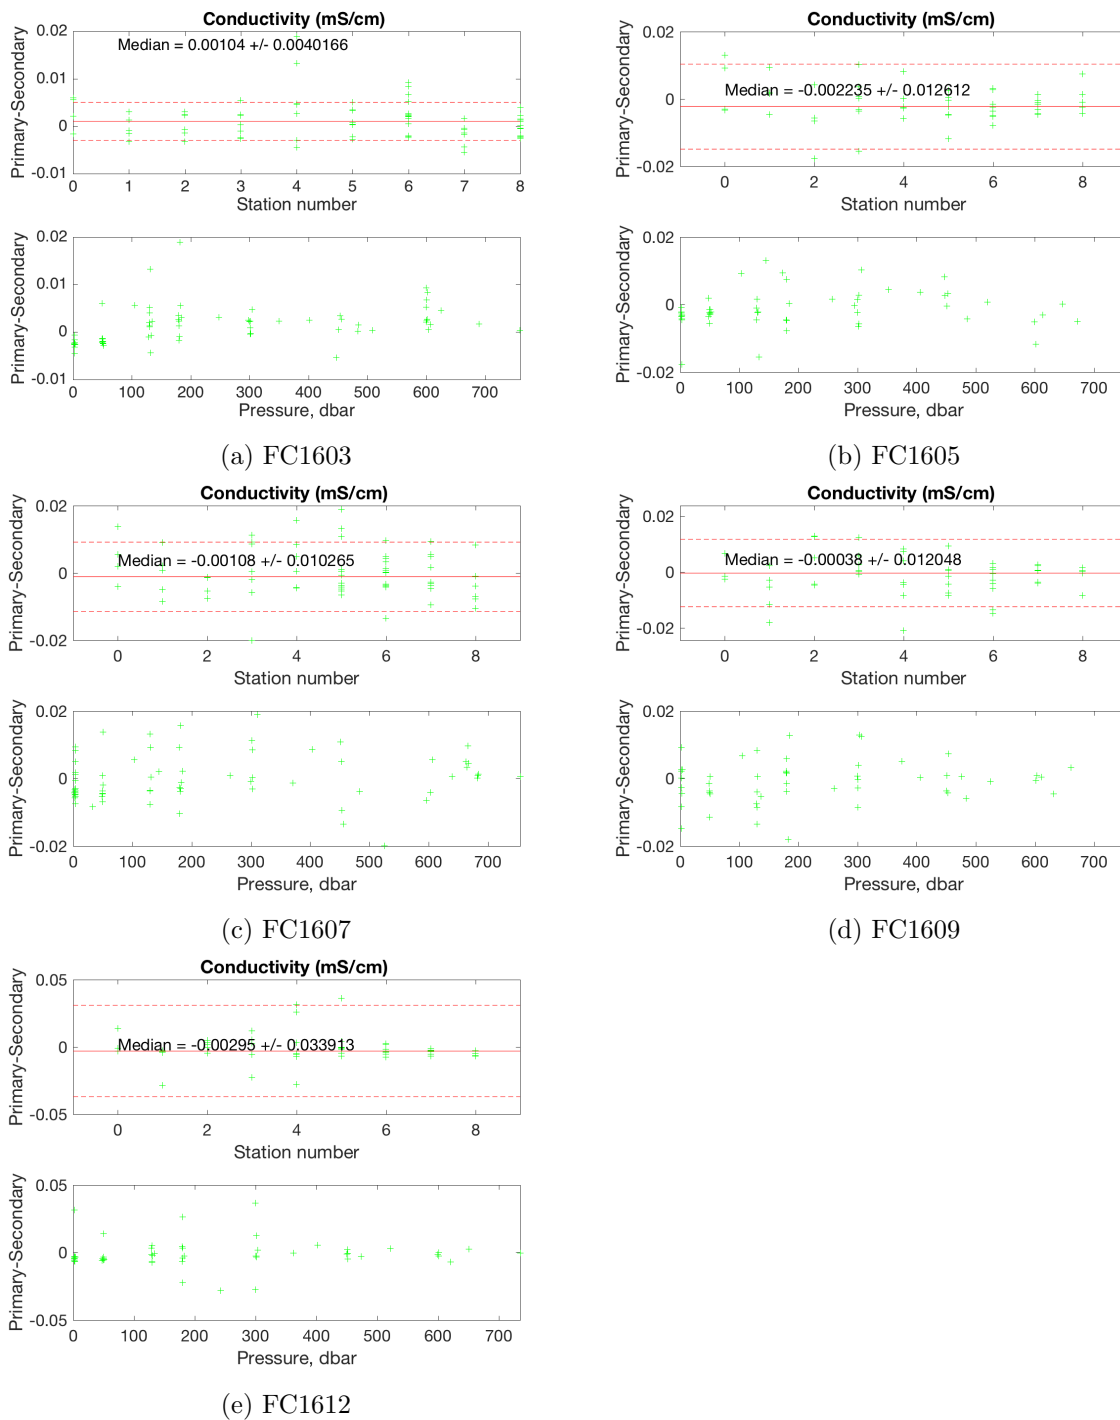 Conductivity (mS/cm)
Primary-Secondary
0.02
0.01
0
-0.01
Median = 0.00104 +/- 0.0040166
0 1 2 3 4 5 6 7 8
Station number
Primary-Secondary
0.02
0.01
0
-0.01
0 100 200 300 400 500 600 700
Pressure, dbar
(a) FC1603
Conductivity (mS/cm)
Primary-Secondary
0.02
0
-0.02
Median = -0.002235 +/- 0.012612
0 2 4 6 8
Station number
Primary-Secondary
0.02
0
-0.02
0 100 200 300 400 500 600 700
Pressure, dbar
(b) FC1605
Conductivity (mS/cm)
Primary-Secondary
0.02
0
-0.02
Median = -0.00108 +/- 0.010265
0 2 4 6 8
Station number
Primary-Secondary
0.02
0
-0.02
0 100 200 300 400 500 600 700
Pressure, dbar
(c) FC1607
Conductivity (mS/cm)
Primary-Secondary
0.02
0
-0.02
Median = -0.00038 +/- 0.012048
0 2 4 6 8
Station number
Primary-Secondary
0.02
0
-0.02
0 100 200 300 400 500 600 700
Pressure, dbar
(d) FC1609
Conductivity (mS/cm)
Primary-Secondary
0.05
0
-0.05
Median = -0.00295 +/- 0.033913
0 2 4 6 8
Station number
Primary-Secondary
0.05
0
-0.05
0 100 200 300 400 500 600 700
Pressure, dbar
(e) FC1612